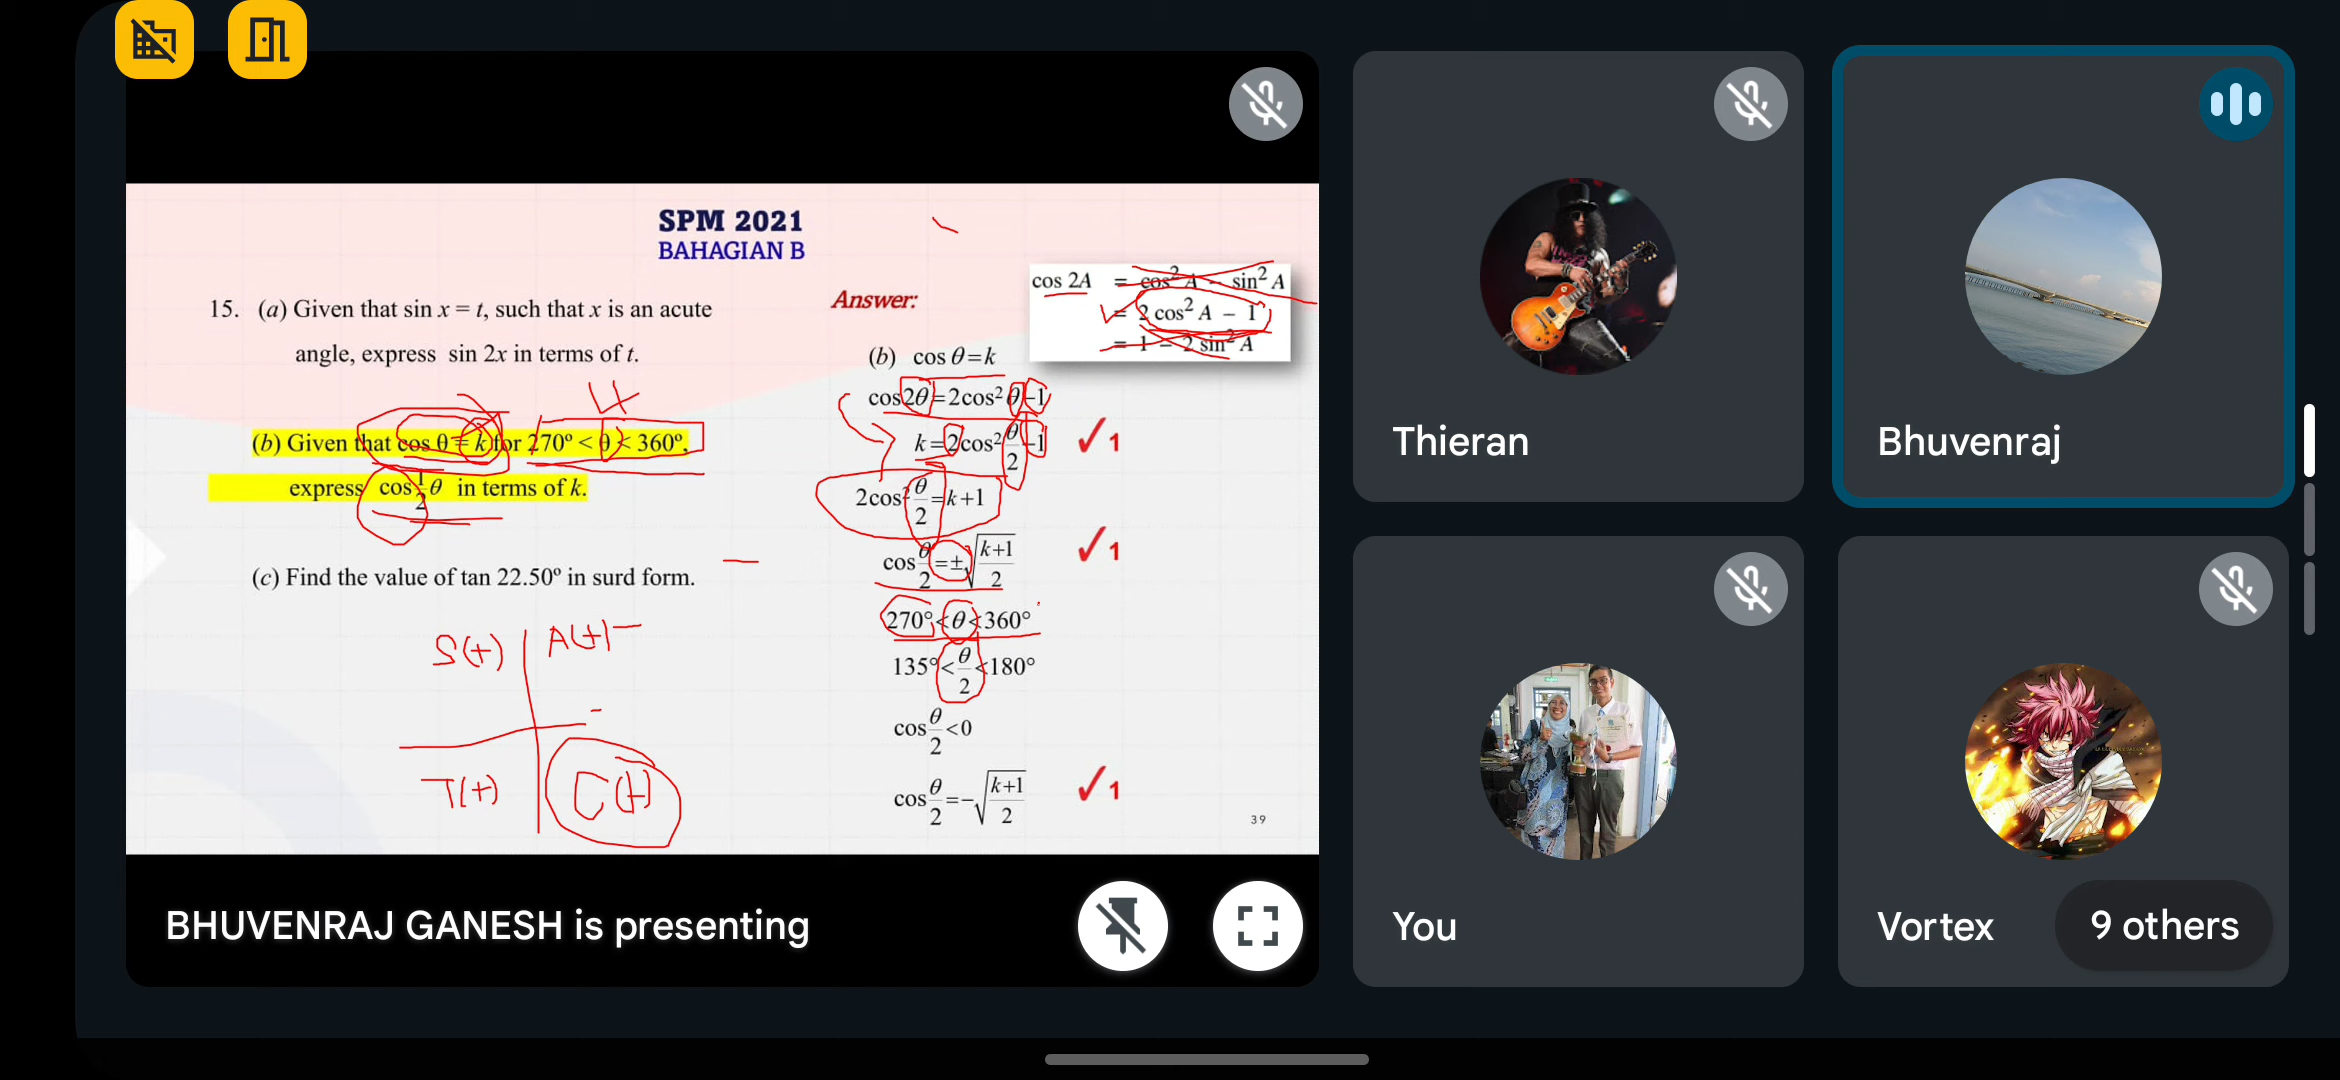 SPM 2021
BAHAGIAN B
15. (a) Given that sin x = t, such that x is an acute
angle, express sin 2x in terms of t.
(b) Given that cos θ = k for 270° < θ < 360°,
express cos 1/2 θ in terms of k.
(c) Find the value of tan 22.50° in surd form.
4
S(+) A(+)
T(+) C(+)
Answer:
cos 2A = cos² A − sin² A
= 2 cos² A − 1
= 1 − 2 sin² A
(b) cos θ=k
cos2θ=2cos² θ−1
k=2cos² θ/2 −1 ✓1
2cos² θ/2 =k+1
cos θ/2 =±√(k+1)/2 ✓1
270°<θ<360°
135°<θ/2<180°
cos θ/2 <0
cos θ/2 =−√(k+1)/2 ✓1
39
BHUVENRAJ GANESH is presenting
Thieran
Bhuvenraj
You
Vortex
9 others